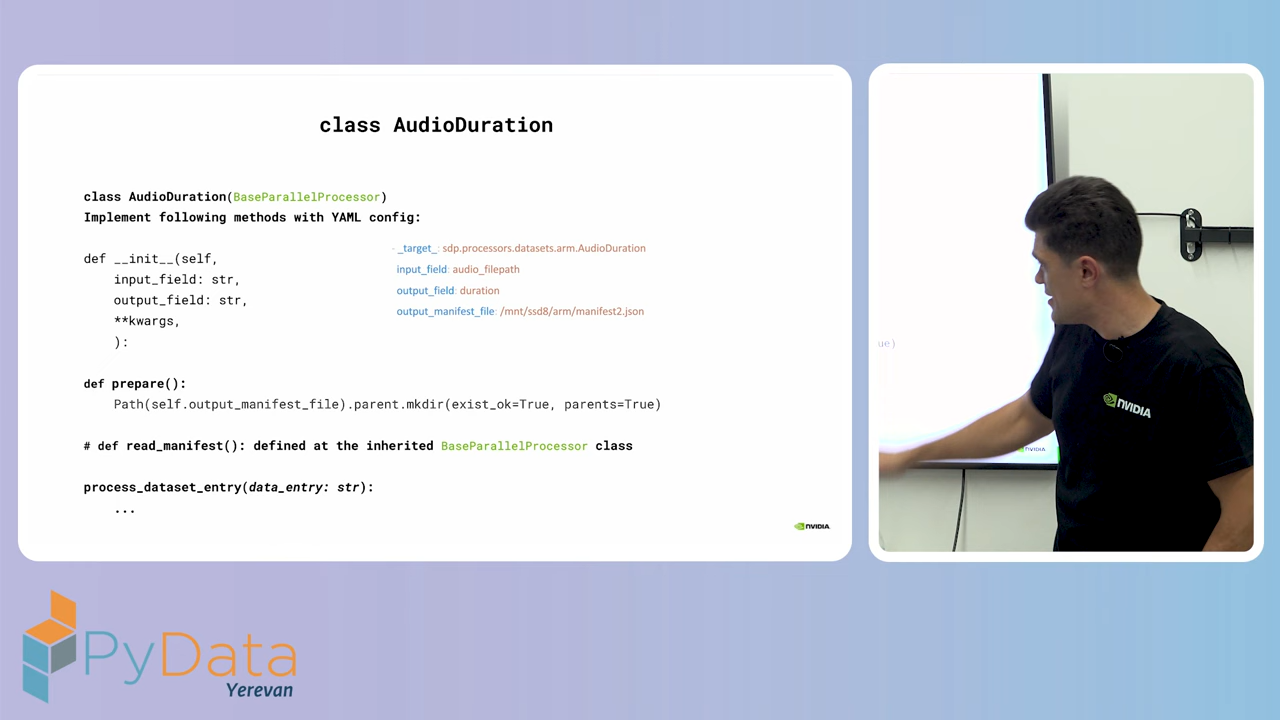 class AudioDuration
class AudioDuration(BaseParallelProcessor)
Implement following methods with YAML config:
def __init__(self,
input_field: str,
output_field: str,
**kwargs,
):
- _target_: sdp.processors.datasets.arm.AudioDuration
input_field: audio_filepath
output_field: duration
output_manifest_file: /mnt/ssd8/arm/manifest2.json
def prepare():
Path(self.output_manifest_file).parent.mkdir(exist_ok=True, parents=True)
# def read_manifest(): defined at the inherited BaseParallelProcessor class
process_dataset_entry(data_entry: str):
...
NVIDIA
ue)
NVIDIA
NVIDIA
PyData
Yerevan